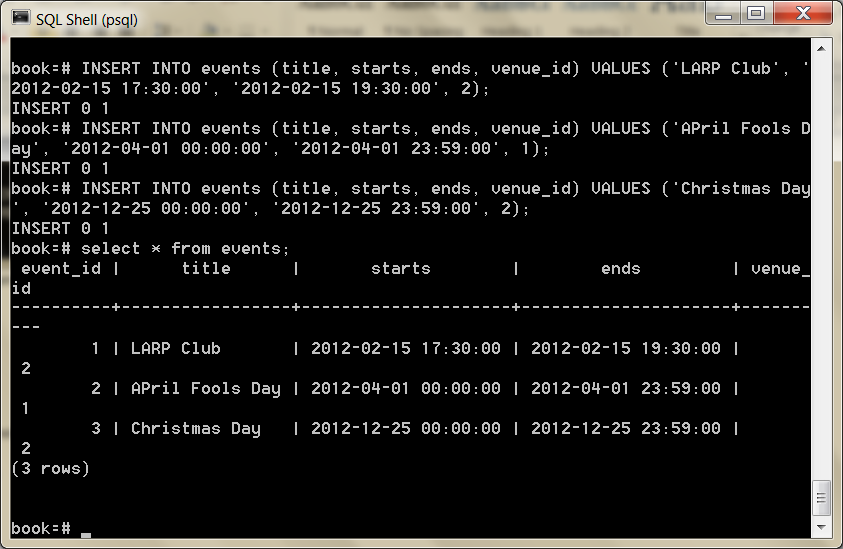 SQL Shell (psql)
book=# INSERT INTO events (title, starts, ends, venue_id) VALUES ('LARP Club', '
2012-02-15 17:30:00', '2012-02-15 19:30:00', 2);
INSERT 0 1
book=# INSERT INTO events (title, starts, ends, venue_id) VALUES ('APril Fools D
ay', '2012-04-01 00:00:00', '2012-04-01 23:59:00', 1);
INSERT 0 1
book=# INSERT INTO events (title, starts, ends, venue_id) VALUES ('Christmas Day
', '2012-12-25 00:00:00', '2012-12-25 23:59:00', 2);
INSERT 0 1
book=# select * from events;
 event_id |      title      |       starts        |        ends         | venue_
id
----------+-----------------+---------------------+---------------------+-------
---
        1 | LARP Club       | 2012-02-15 17:30:00 | 2012-02-15 19:30:00 |
 2
        2 | APril Fools Day | 2012-04-01 00:00:00 | 2012-04-01 23:59:00 |
 1
        3 | Christmas Day   | 2012-12-25 00:00:00 | 2012-12-25 23:59:00 |
 2
(3 rows)
book=# _